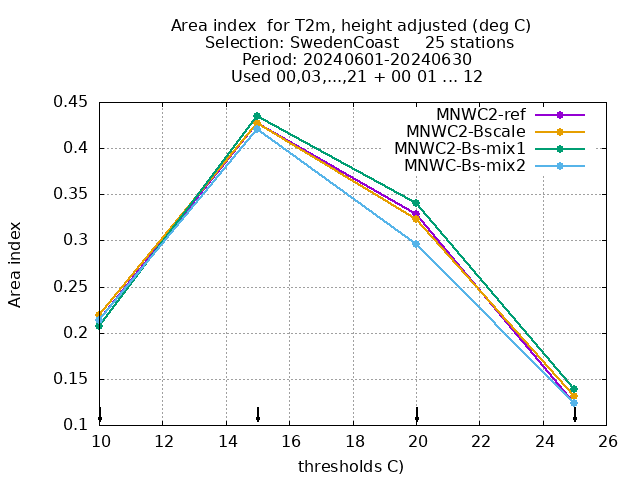 Area index  for T2m, height adjusted (deg C)
Selection: SwedenCoast     25 stations
Period: 20240601-20240630
Used 00,03,...,21 + 00 01 ... 12
MNWC2-ref
MNWC2-Bscale
MNWC2-Bs-mix1
MNWC-Bs-mix2
0.45
0.4
0.35
0.3
0.25
0.2
0.15
0.1
Area index
10 12 14 16 18 20 22 24 26
thresholds C)